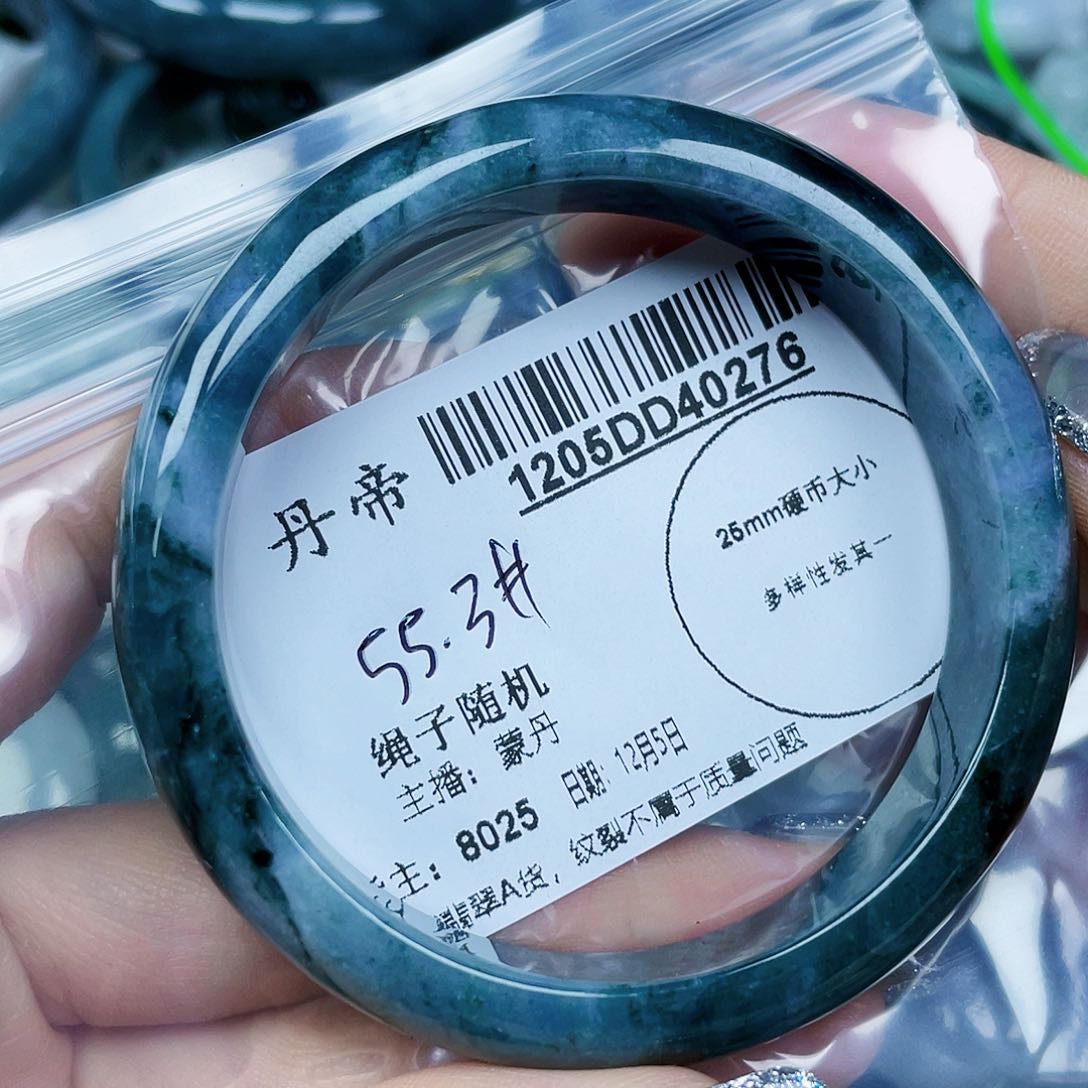 1205DD40276
丹帝
25mm硬币大小
多样性发其一
55.3#
绳子随机
主播：蒙丹
日期：12月5日
主：8025
翡翠A货，纹裂不属于质量问题